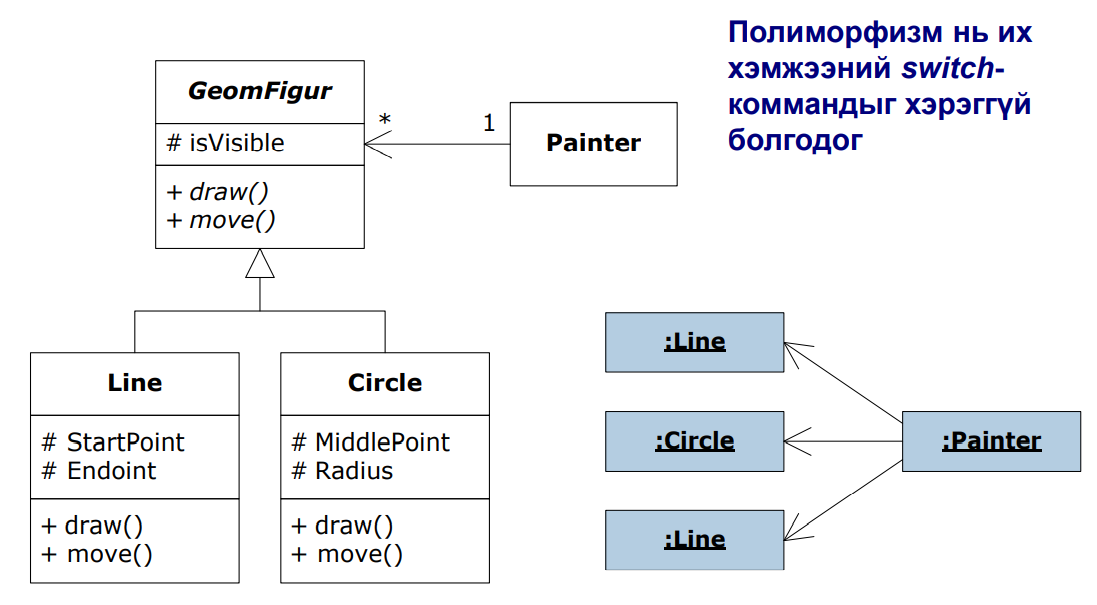 Полиморфизм нь их
хэмжээний switch-
коммандыг хэрэггүй
болгодог
GeomFigur
# isVisible
+ draw()
+ move()
*
1
Painter
Line
# StartPoint
# Endoint
+ draw()
+ move()
Circle
# MiddlePoint
# Radius
+ draw()
+ move()
:Line
:Circle
:Painter
:Line